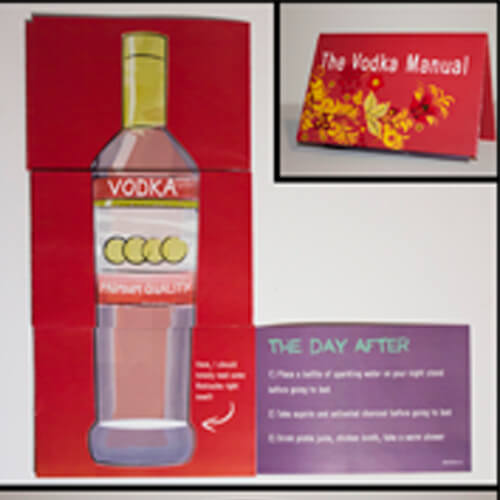 The Vodka Manual
VODKA
PREMIUM QUALITY
THE DAY AFTER
1) Place a bottle of sparkling water on your night stand
before going to bed
2) Take aspirin and activated charcoal before going to bed
3) Drink pickle juice, chicken broth, take a warm shower